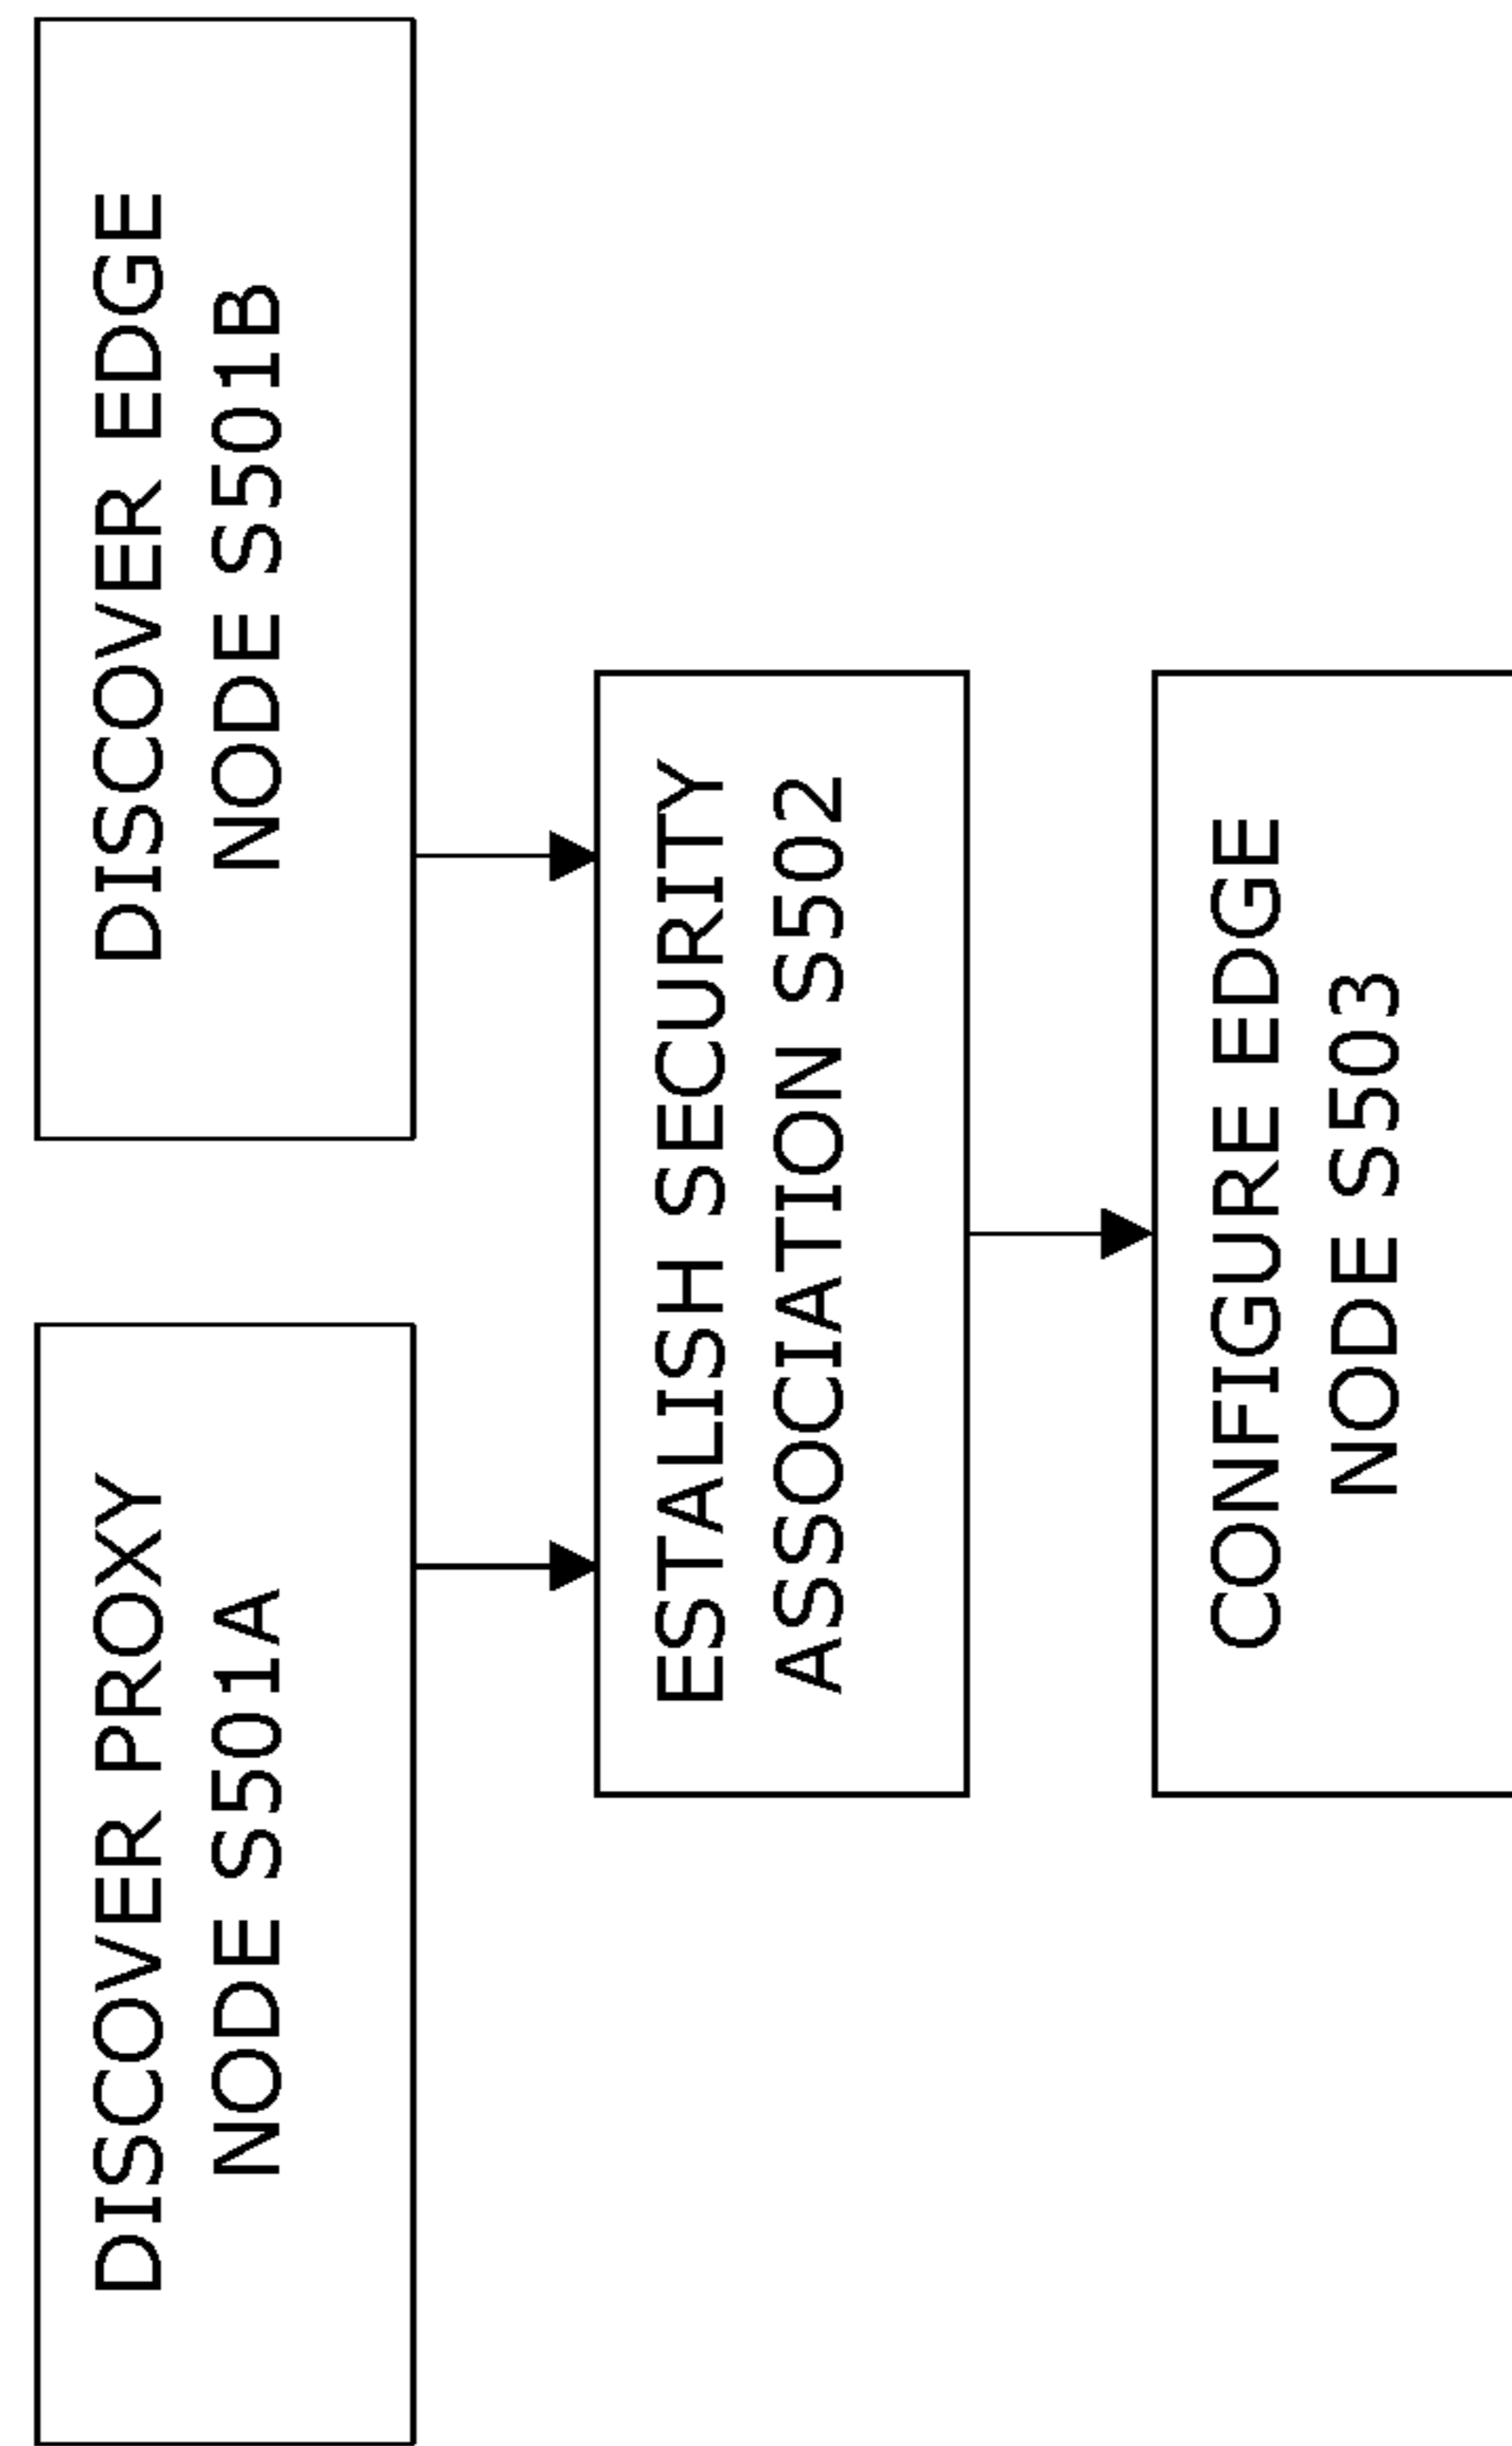 DISCOVER PROXY
NODE S501A
DISCOVER EDGE
NODE S501B
ESTALISH SECURITY
ASSOCIATION S502
CONFIGURE EDGE
NODE S503